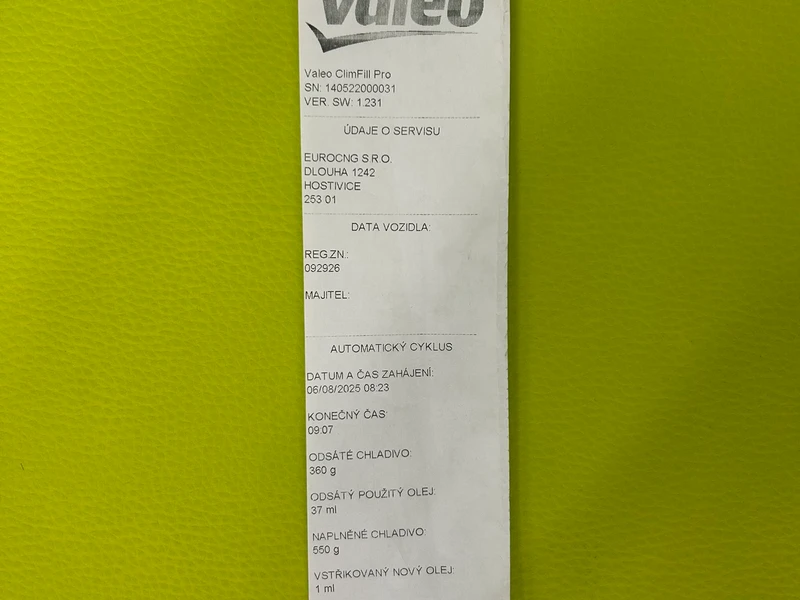 Valeo
Valeo ClimFill Pro
SN: 140522000031
VER. SW: 1.231
ÚDAJE O SERVISU
EUROCNG S.R.O.
DLOUHA 1242
HOSTIVICE
253 01
DATA VOZIDLA:
REG.ZN.:
092926
MAJITEL:
AUTOMATICKÝ CYKLUS
DATUM A ČAS ZAHÁJENÍ:
06/08/2025 08:23
KONEČNÝ ČAS:
09:07
ODSÁTÉ CHLADIVO:
360 g
ODSÁTÝ POUŽITÝ OLEJ:
37 ml
NAPLNĚNÉ CHLADIVO:
550 g
VSTŘIKOVANÝ NOVÝ OLEJ:
1 ml